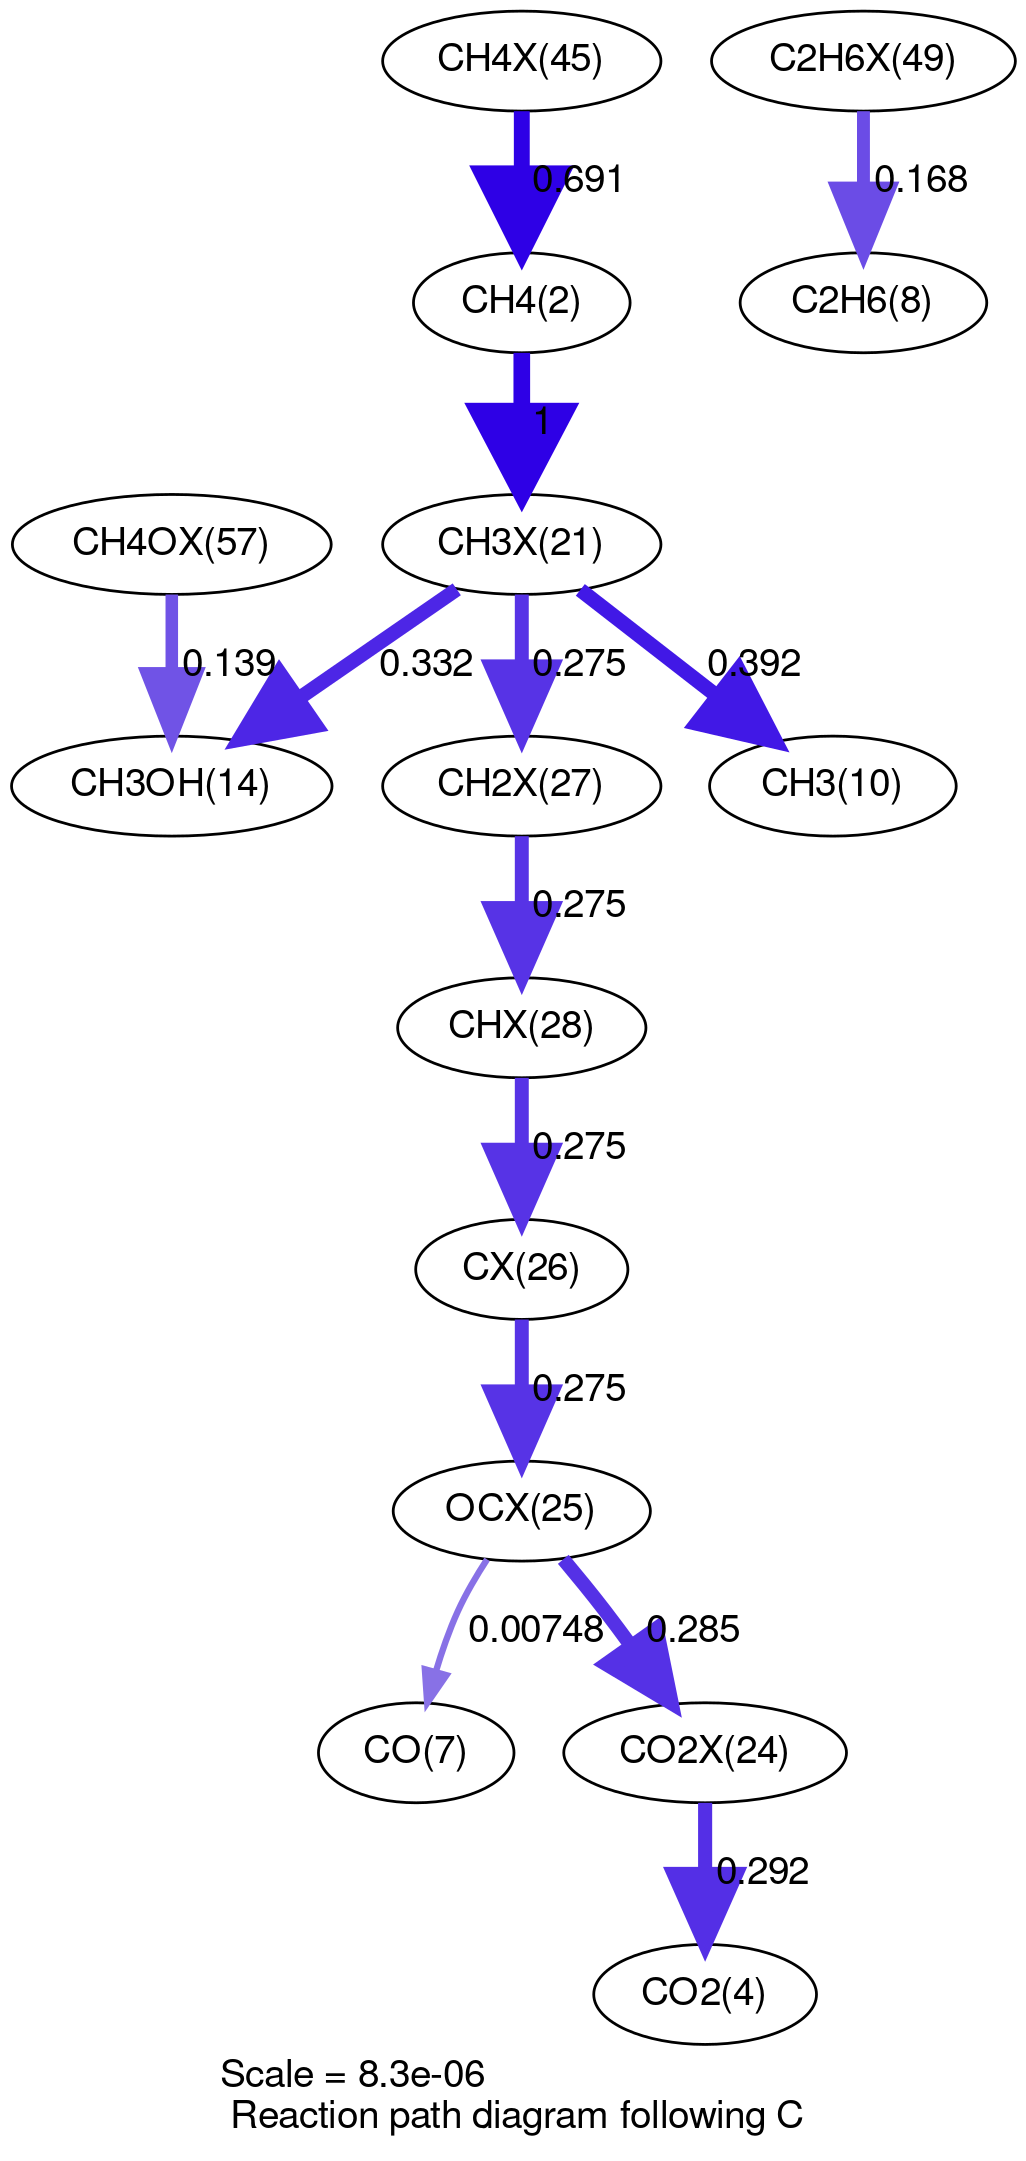 CH4X(45)
C2H6X(49)
0.691
0.168
CH4(2)
C2H6(8)
1
CH4OX(57)
CH3X(21)
0.139
0.332
0.275
0.392
CH3OH(14)
CH2X(27)
CH3(10)
0.275
CHX(28)
0.275
CX(26)
0.275
OCX(25)
0.00748
0.285
CO(7)
CO2X(24)
0.292
CO2(4)
Scale = 8.3e-06
Reaction path diagram following C